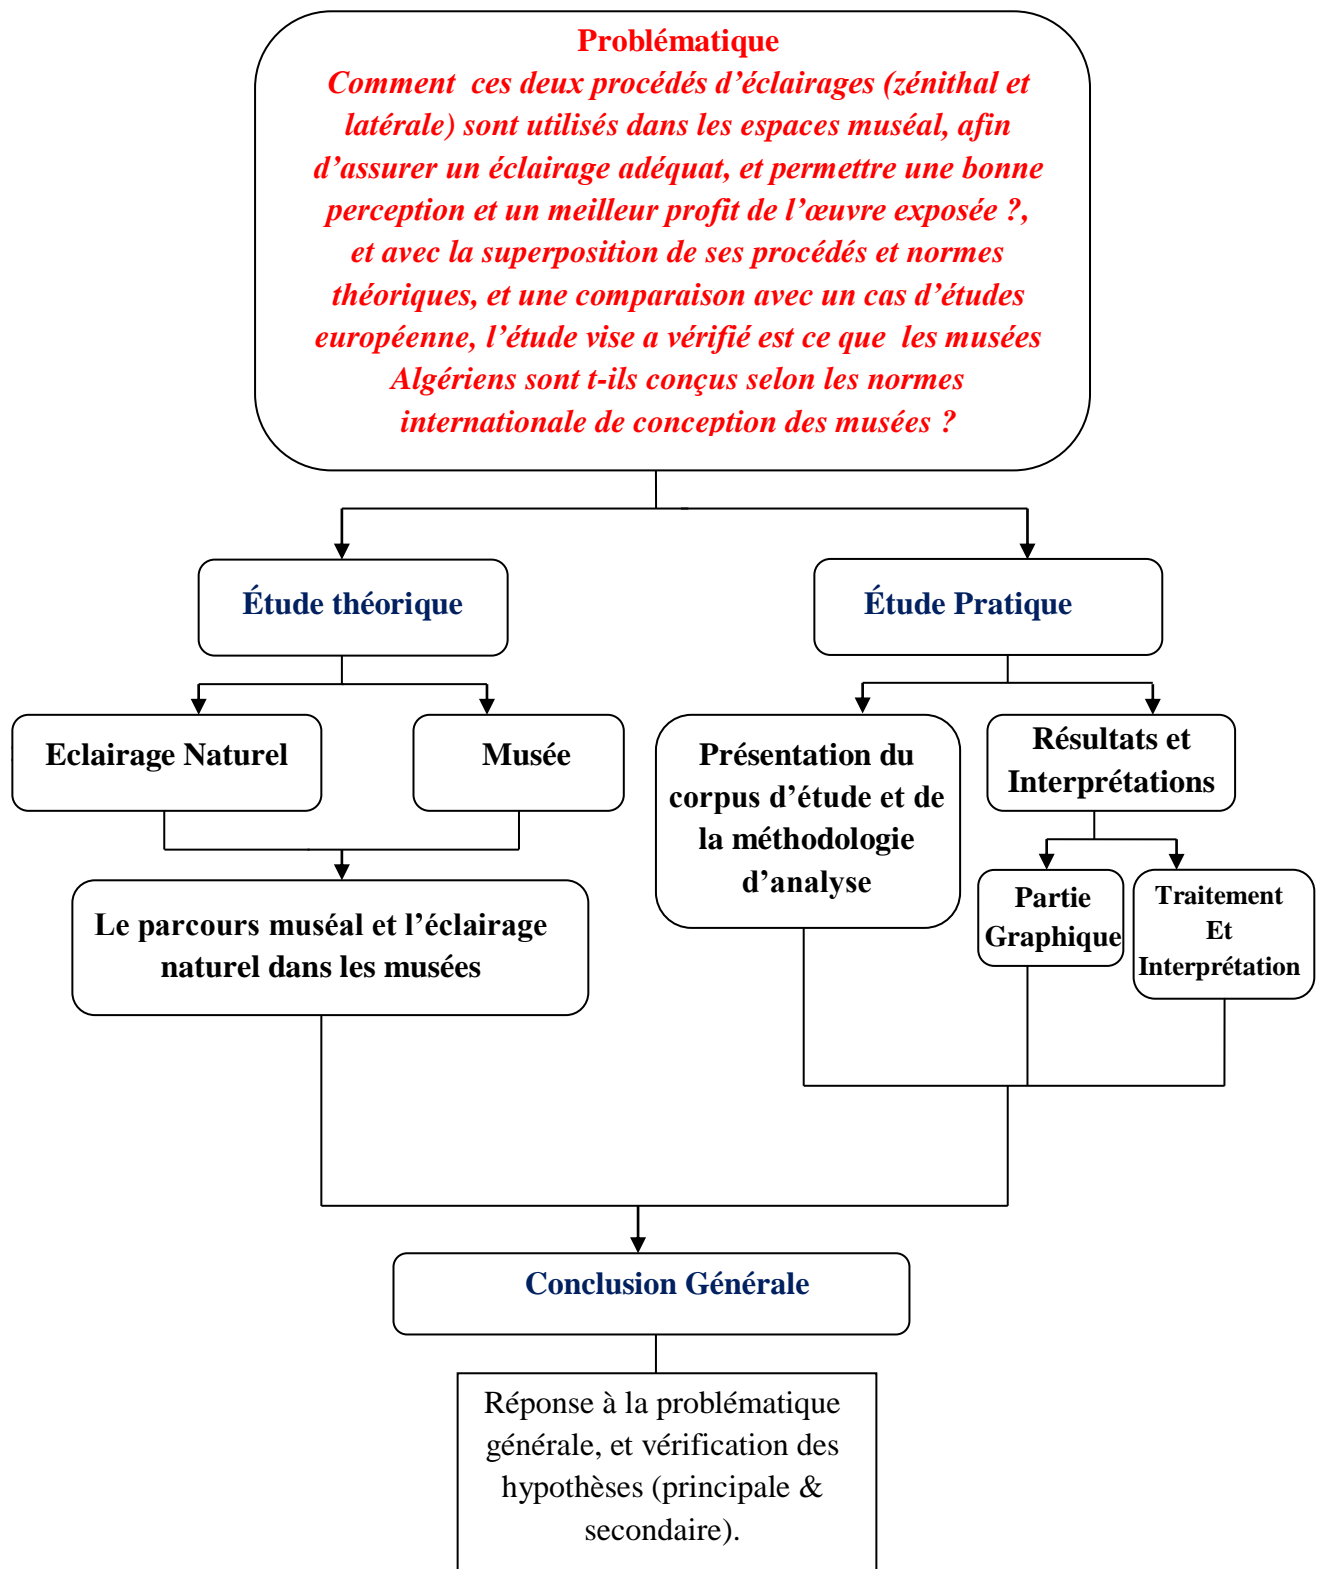 Problématique
Comment ces deux procédés d'éclairages (zénithal et
latérale) sont utilisés dans les espaces muséal, afin
d'assurer un éclairage adéquat, et permettre une bonne
perception et un meilleur profit de l'œuvre exposée ?,
et avec la superposition de ses procédés et normes
théoriques, et une comparaison avec un cas d'études
européenne, l'étude vise a vérifié est ce que les musées
Algériens sont t-ils conçus selon les normes
internationale de conception des musées ?
Étude théorique
Étude Pratique
Eclairage Naturel
Musée
Présentation du
corpus d'étude et de
la méthodologie
d'analyse
Résultats et
Interprétations
Le parcours muséal et l'éclairage
naturel dans les musées
Partie
Graphique
Traitement
Et
Interprétation
Conclusion Générale
Réponse à la problématique
générale, et vérification des
hypothèses (principale &
secondaire).